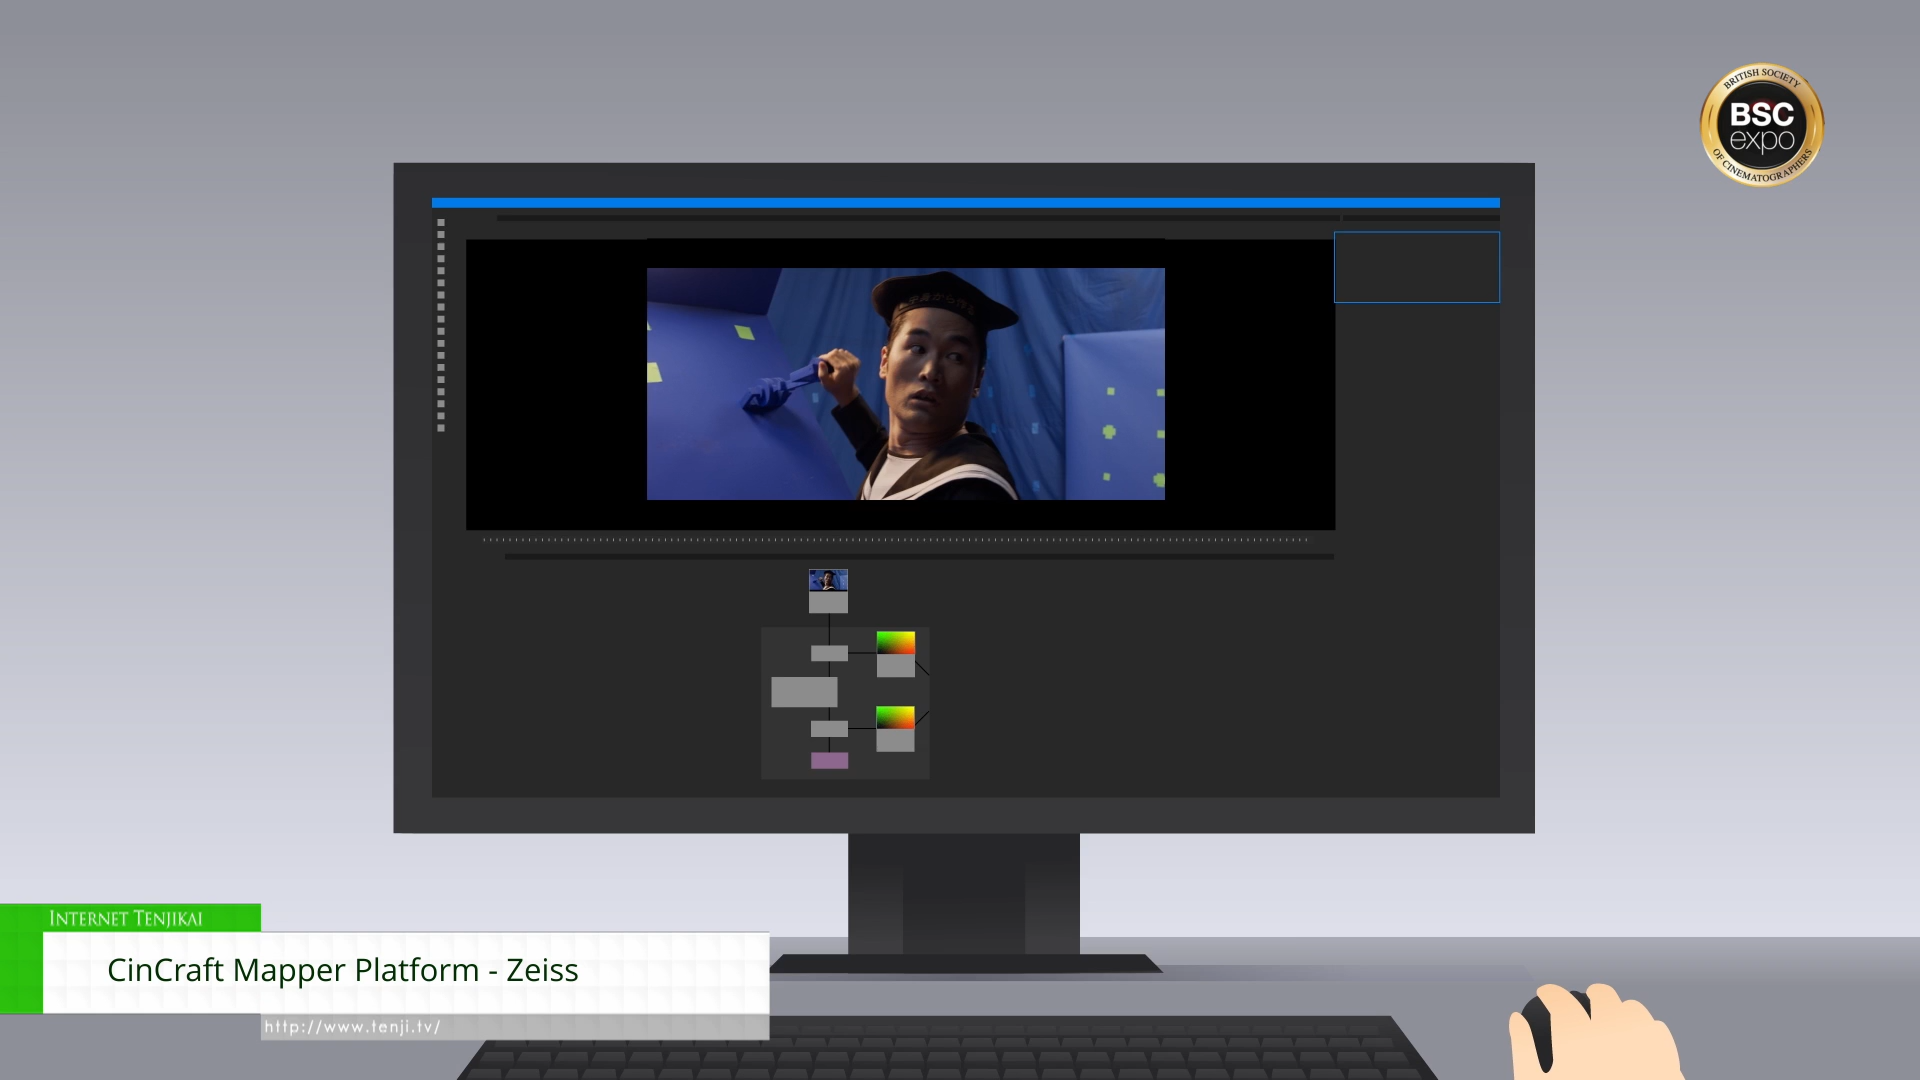 BRITISH SOCIETY
BSC
expo
OF CINEMATOGRAPHERS
INTERNET TENJIKAI
CinCraft Mapper Platform - Zeiss
http://www.tenji.tv/